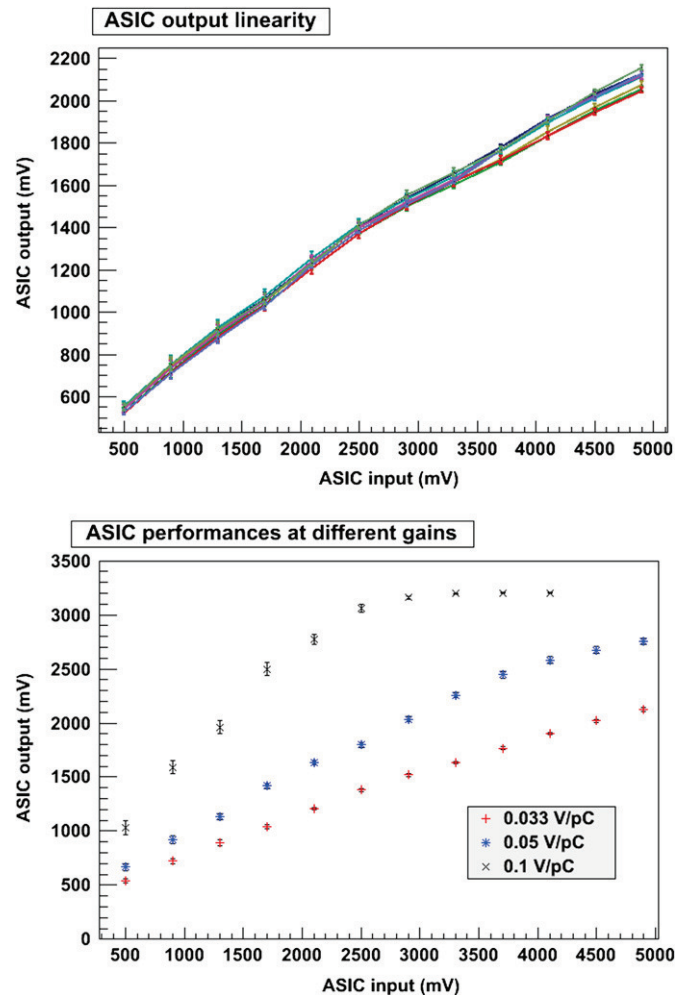 ASIC output linearity
2200
2000
1800
1600
1400
1200
1000
800
600
ASIC output (mV)
500 1000 1500 2000 2500 3000 3500 4000 4500 5000
ASIC input (mV)
ASIC performances at different gains
3500
3000
2500
2000
1500
1000
500
0
ASIC output (mV)
0.033 V/pC
0.05 V/pC
0.1 V/pC
500 1000 1500 2000 2500 3000 3500 4000 4500 5000
ASIC input (mV)